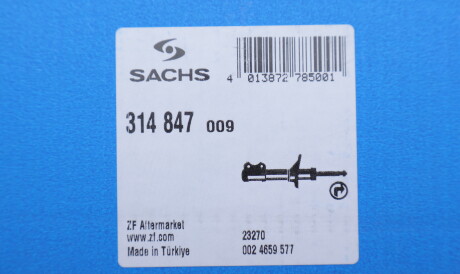 SACHS
4 013872 785001
314 847 009
ZF Aftermarket
www.zf.com
Made in Türkiye
23270
002 4659 577